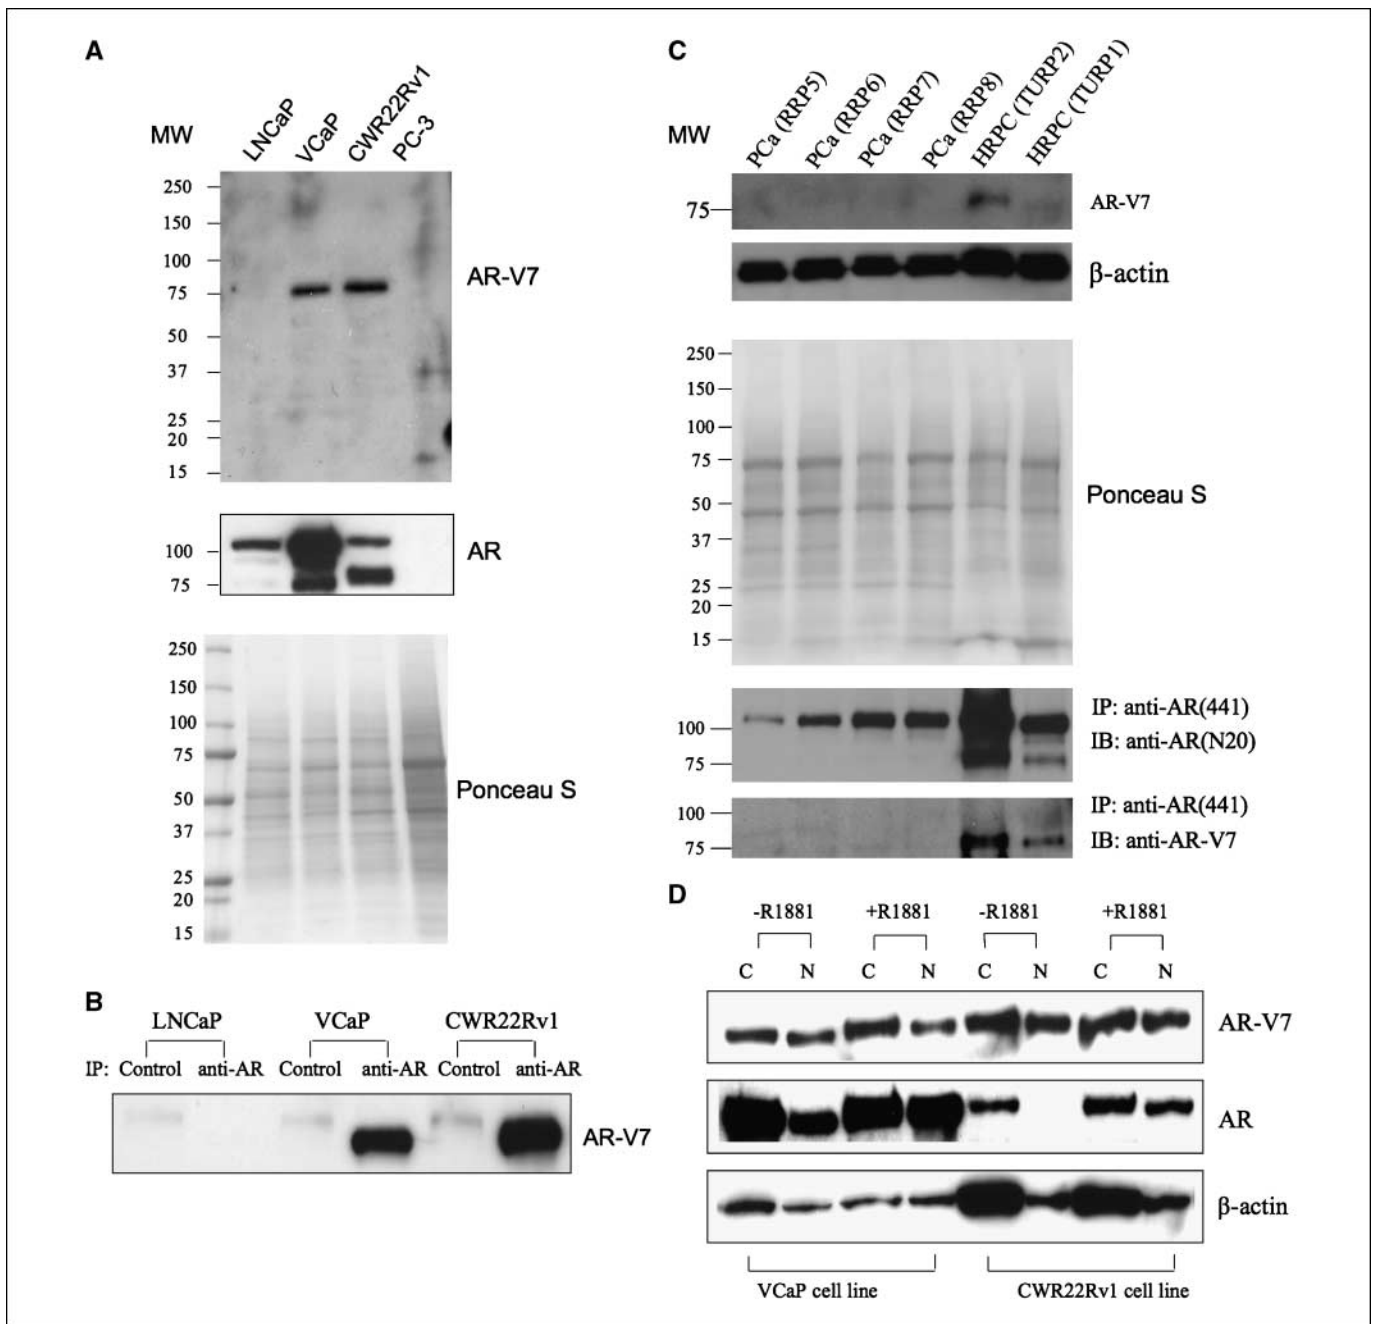 A
MW
LNCaP
VCaP
CWR22Rv1
PC-3
250
150
100
75
50
37
25
20
15
AR-V7
100
75
AR
250
150
100
75
50
37
25
20
15
Ponceau S
B
LNCaP VCaP CWR22Rv1
IP: Control anti-AR Control anti-AR Control anti-AR
AR-V7
C
MW
PCa (RRP5)
PCa (RRP6)
PCa (RRP7)
PCa (RRP8)
HRPC (TURP2)
HRPC (TURP1)
75
AR-V7
β-actin
250
150
100
75
50
37
25
20
15
Ponceau S
100
75
IP: anti-AR(441)
IB: anti-AR(N20)
100
75
IP: anti-AR(441)
IB: anti-AR-V7
D
-R1881 +R1881 -R1881 +R1881
C N C N C N C N
AR-V7
AR
β-actin
VCaP cell line CWR22Rv1 cell line